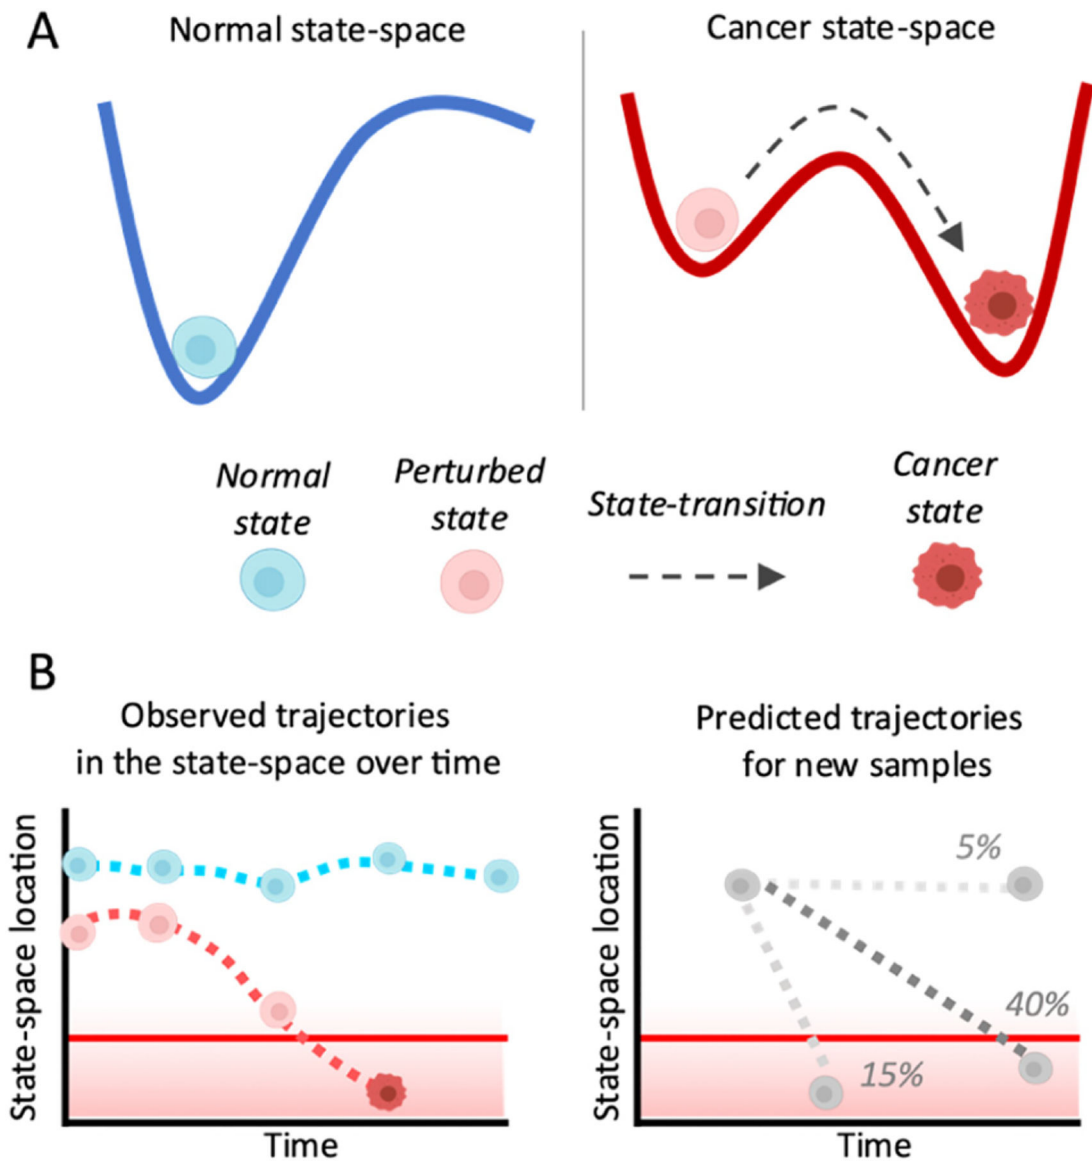 A
Normal state-space
Cancer state-space
Normal
state
Perturbed
state
State-transition
Cancer
state
B
Observed trajectories
in the state-space over time
State-space location
Time
Predicted trajectories
for new samples
State-space location
5%
40%
15%
Time